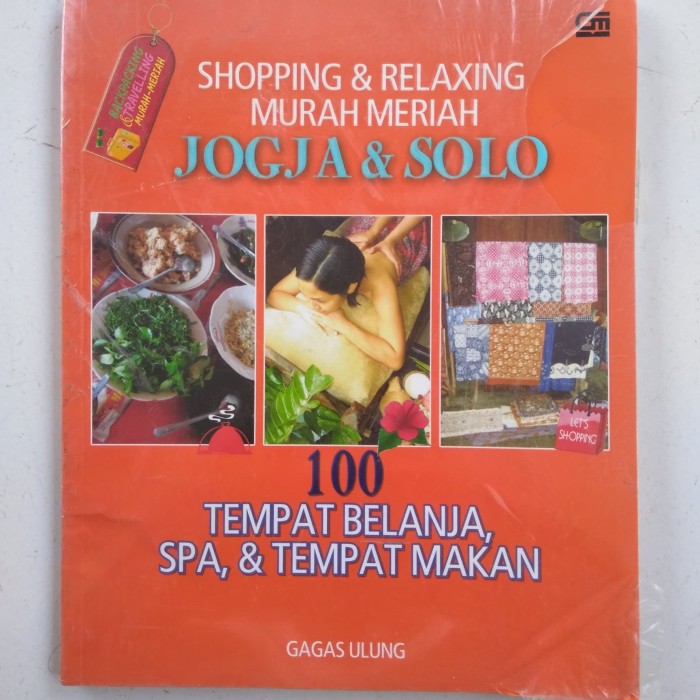 BACKPACKING
& TRAVELLING
MURAH-MERIAH
SHOPPING & RELAXING
MURAH MERIAH
JOGJA & SOLO
LET'S
SHOPPING
100
TEMPAT BELANJA,
SPA, & TEMPAT MAKAN
GAGAS ULUNG